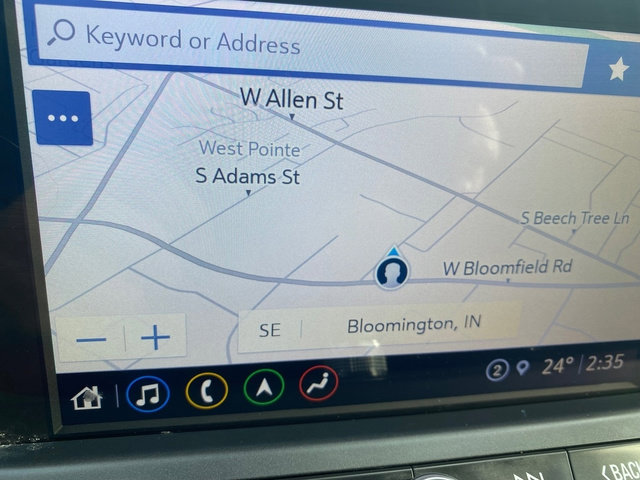 Keyword or Address
W Allen St
West Pointe
S Adams St
S Beech Tree Ln
W Bloomfield Rd
SE
Bloomington, IN
2
24° 2:35
BACK